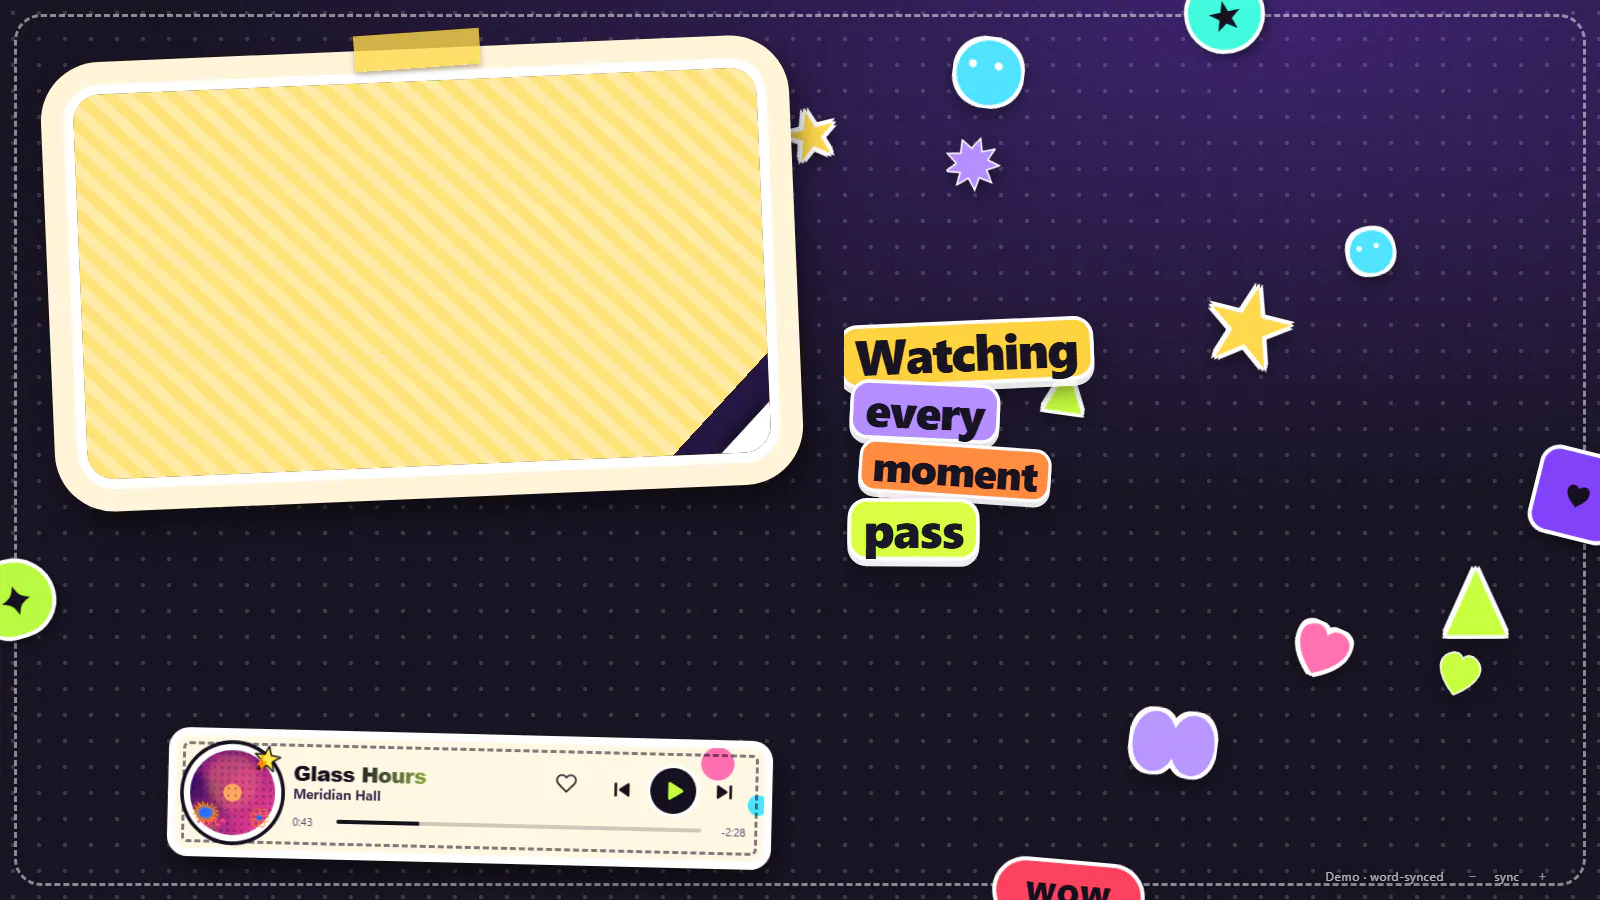 Watching
every
moment
pass
Glass Hours
Meridian Hall
0:43
-2:28
wow
Demo · word-synced − sync +